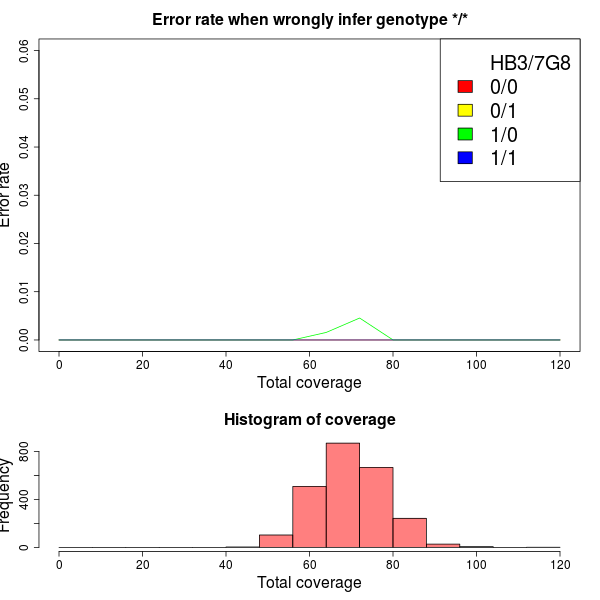 Error rate when wrongly infer genotype */*
0.06
0.05
0.04
0.03
0.02
0.01
0.00
Error rate
HB3/7G8
0/0
0/1
1/0
1/1
0 20 40 60 80 100 120
Total coverage
Histogram of coverage
800
400
0
Frequency
0 20 40 60 80 100 120
Total coverage